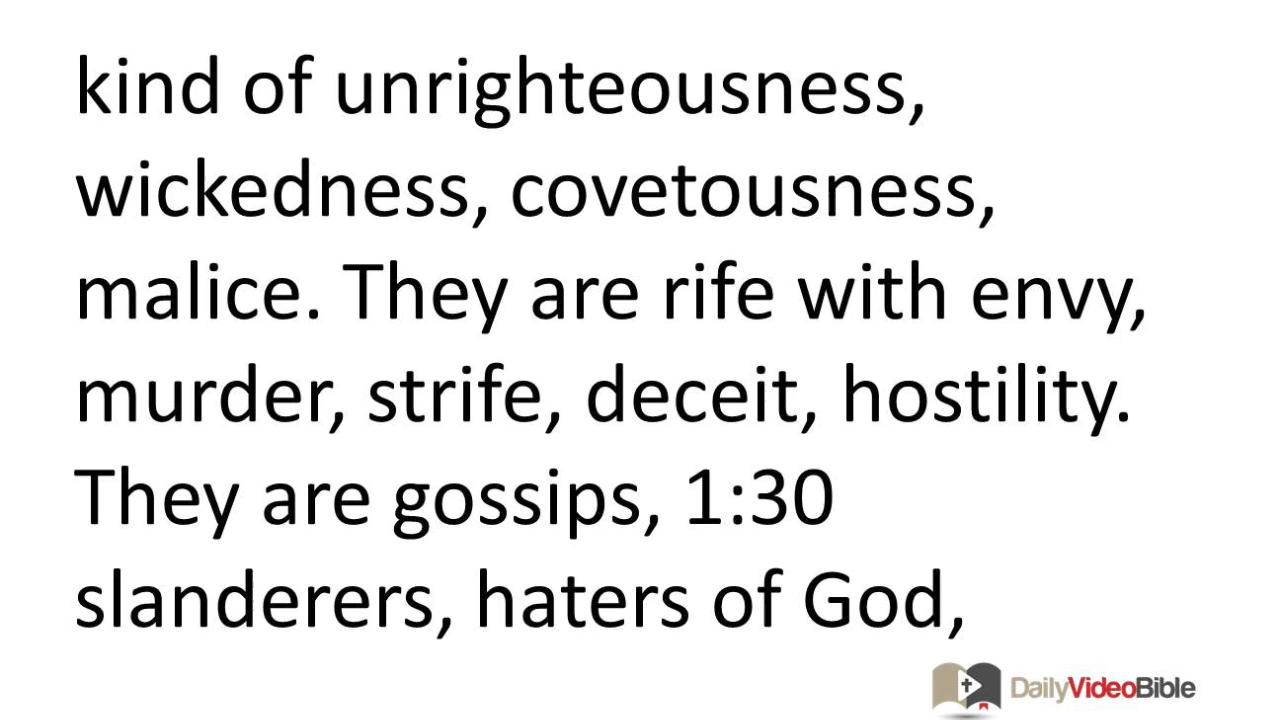 kind of unrighteousness,
wickedness, covetousness,
malice. They are rife with envy,
murder, strife, deceit, hostility.
They are gossips, 1:30
slanderers, haters of God,
DailyVideoBible